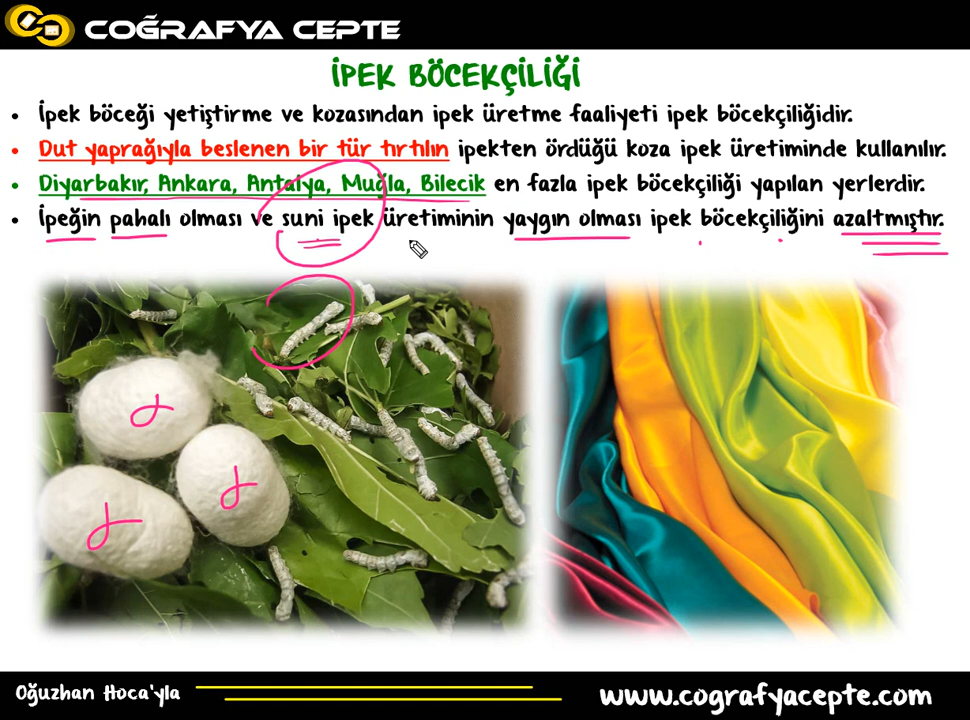 COĞRAFYA CEPTE
İPEK BÖCEKÇİLİĞİ
• İpek böceği yetiştirme ve kozasından ipek üretme faaliyeti ipek böcekçiliğidir.
• Dut yaprağıyla beslenen bir tür tırtılın ipekten ördüğü koza ipek üretiminde kullanılır.
• Diyarbakır, Ankara, Antalya, Muğla, Bilecik en fazla ipek böcekçiliği yapılan yerlerdir.
• İpeğin pahalı olması ve suni ipek üretiminin yaygın olması ipek böcekçiliğini azaltmıştır.
Oğuzhan Hoca'yla
www.cografyacepte.com